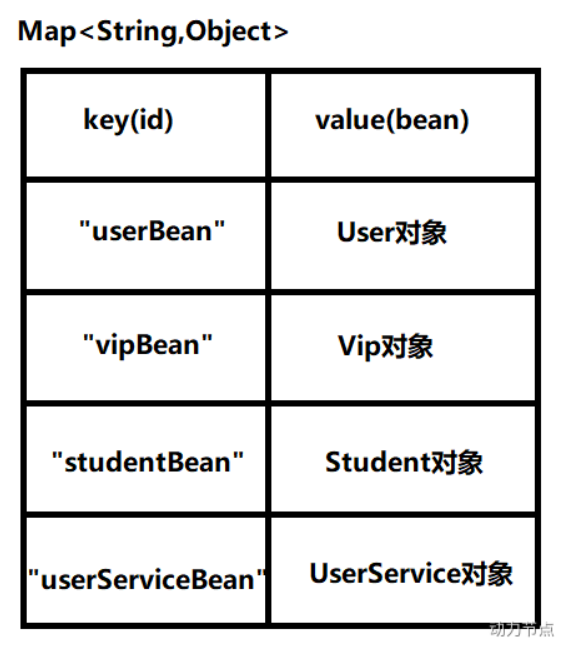 Map<String,Object>
key(id) value(bean)
"userBean" User对象
"vipBean" Vip对象
"studentBean" Student对象
"userServiceBean" UserService对象
动力节点